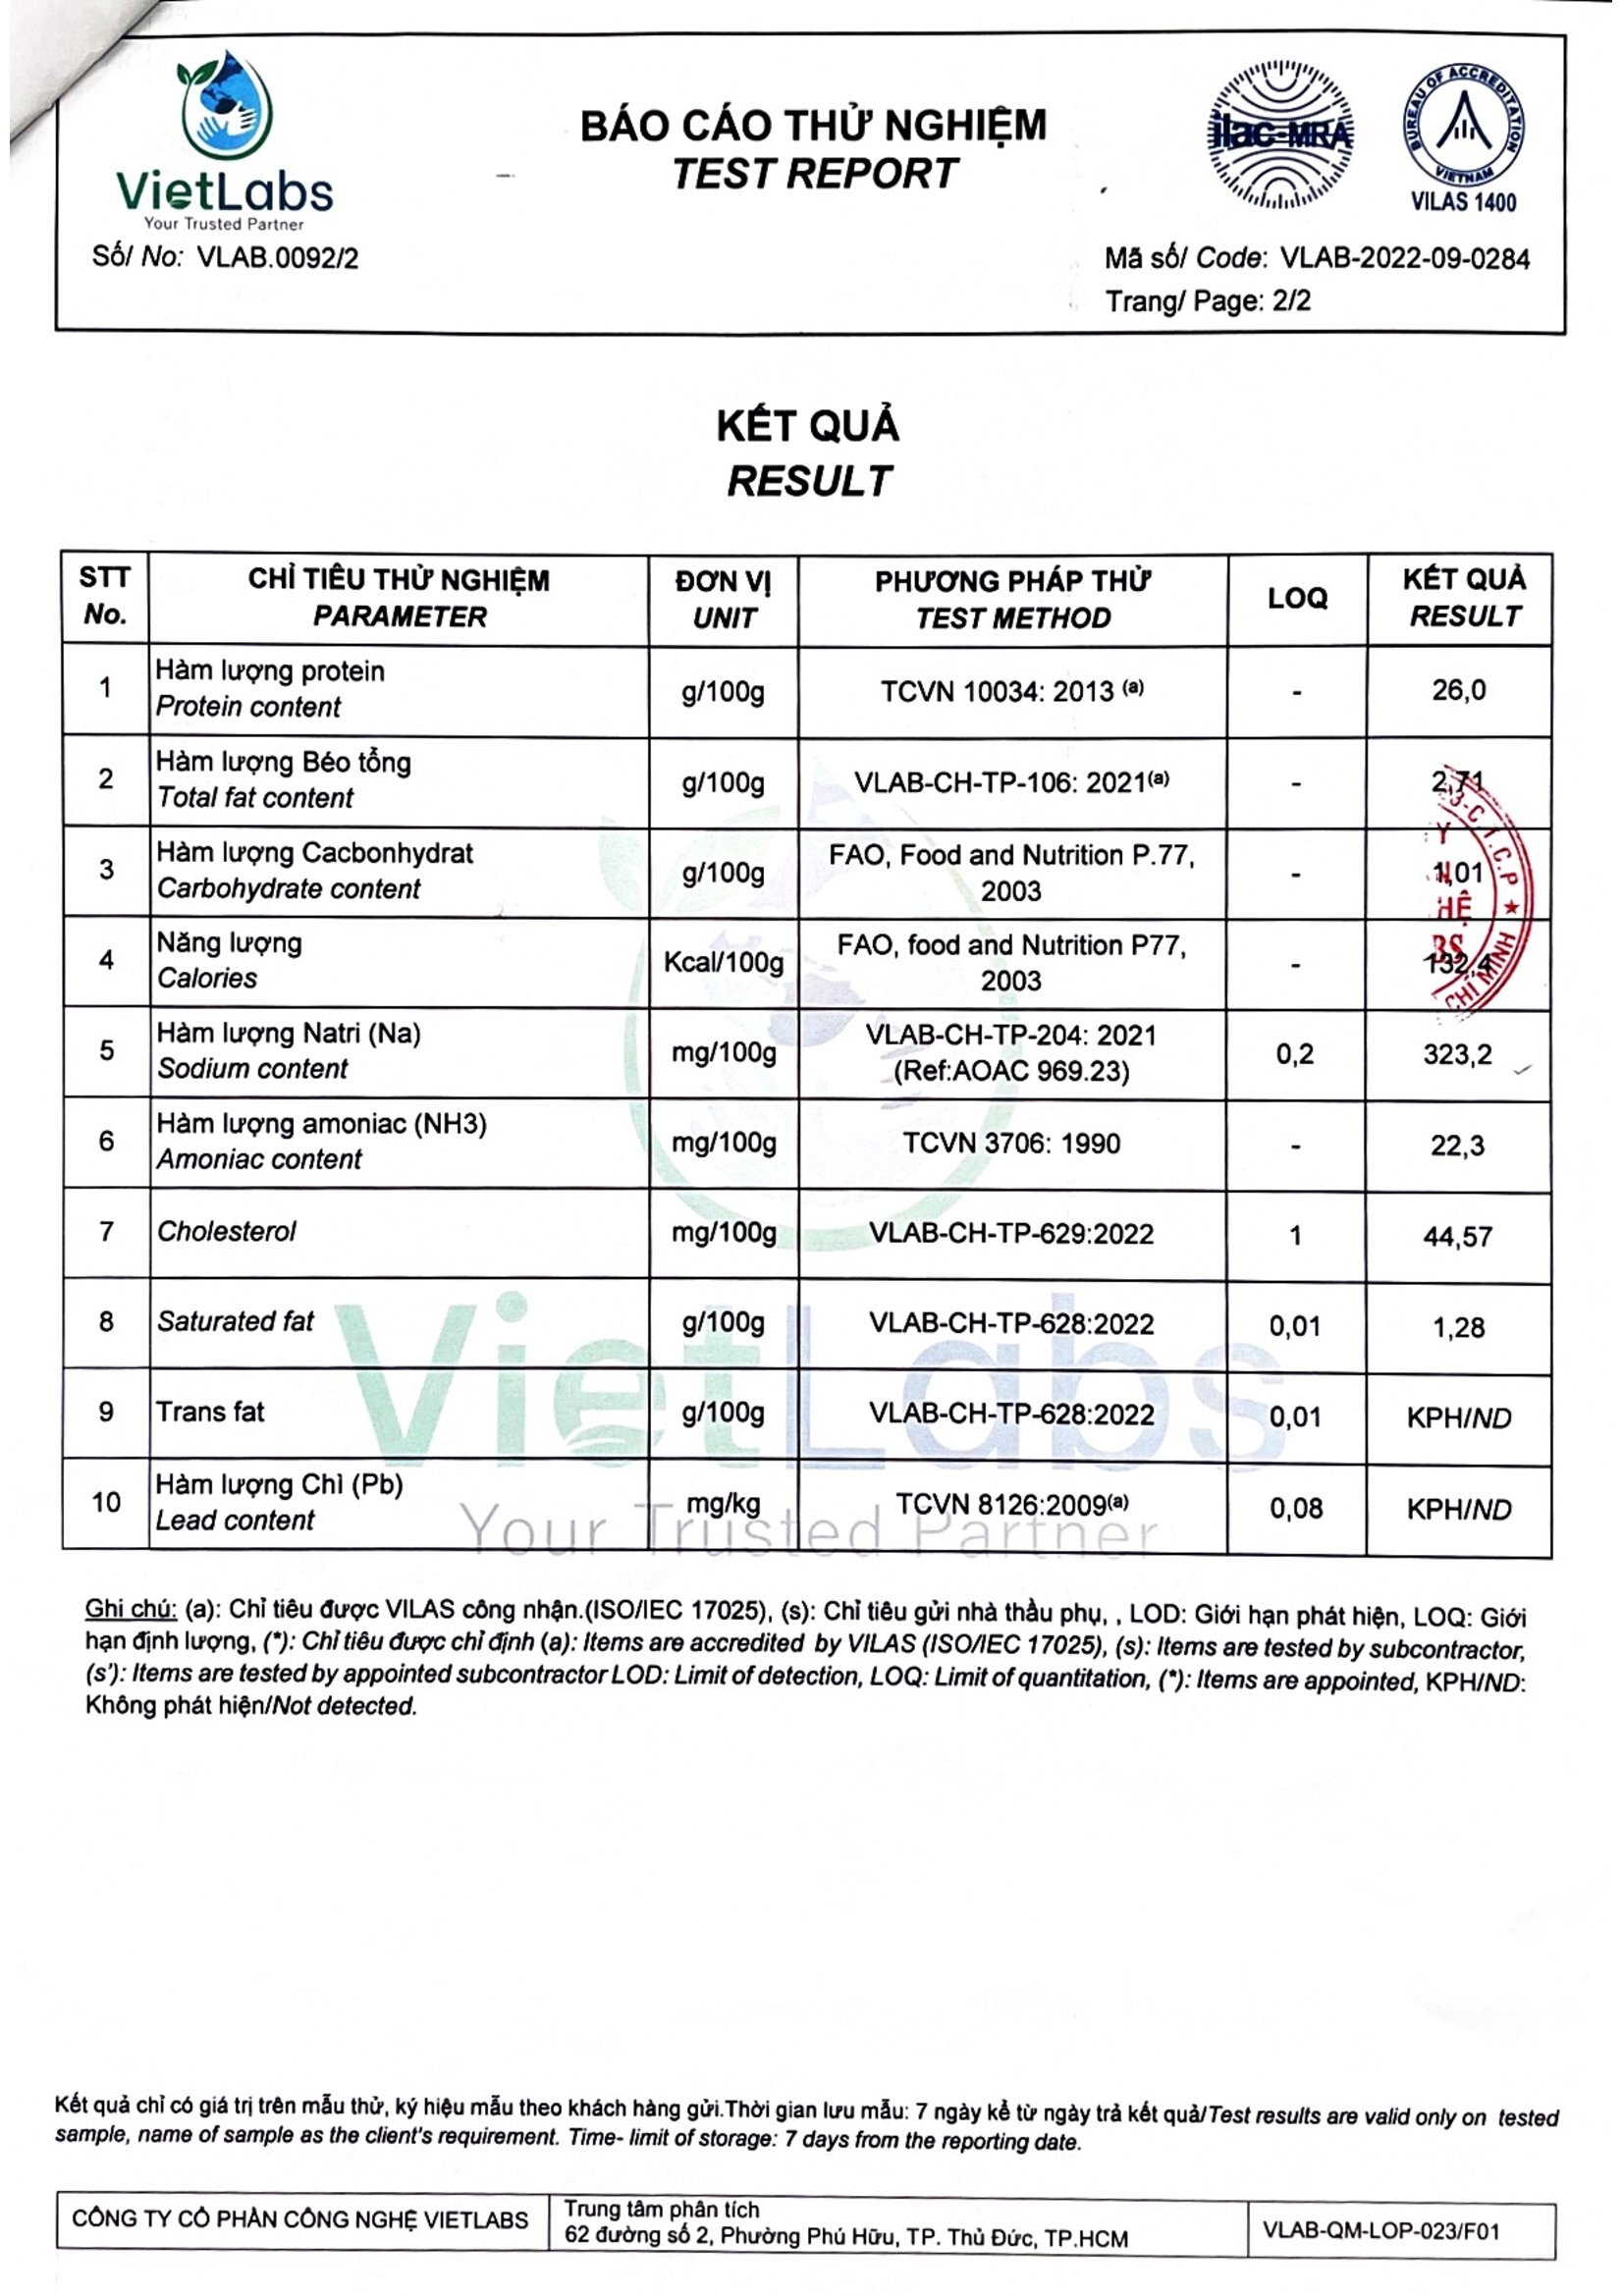 VietLabs
Your Trusted Partner
Số/ No: VLAB.0092/2
BÁO CÁO THỬ NGHIỆM
TEST REPORT
ilac-MRA
BUREAU OF ACCREDITATION
VIETNAM
VILAS 1400
Mã số/ Code: VLAB-2022-09-0284
Trang/ Page: 2/2
KẾT QUẢ
RESULT
STT No. CHỈ TIÊU THỬ NGHIỆM PARAMETER ĐƠN VỊ UNIT PHƯƠNG PHÁP THỬ TEST METHOD LOQ KẾT QUẢ RESULT
1 Hàm lượng protein Protein content g/100g TCVN 10034: 2013 (a) - 26,0
2 Hàm lượng Béo tổng Total fat content g/100g VLAB-CH-TP-106: 2021(a) - 2,71
3 Hàm lượng Cacbonhydrat Carbohydrate content g/100g FAO, Food and Nutrition P.77, 2003 - 1,01
4 Năng lượng Calories Kcal/100g FAO, food and Nutrition P77, 2003 - 132,4
5 Hàm lượng Natri (Na) Sodium content mg/100g VLAB-CH-TP-204: 2021 (Ref:AOAC 969.23) 0,2 323,2
6 Hàm lượng amoniac (NH3) Amoniac content mg/100g TCVN 3706: 1990 - 22,3
7 Cholesterol mg/100g VLAB-CH-TP-629:2022 1 44,57
8 Saturated fat g/100g VLAB-CH-TP-628:2022 0,01 1,28
9 Trans fat g/100g VLAB-CH-TP-628:2022 0,01 KPH/ND
10 Hàm lượng Chì (Pb) Lead content mg/kg TCVN 8126:2009(a) 0,08 KPH/ND
VietLabs
Your Trusted Partner
C.T.C.P
HỆ
BS
CHÍ MINH
Ghi chú: (a): Chỉ tiêu được VILAS công nhận.(ISO/IEC 17025), (s): Chỉ tiêu gửi nhà thầu phụ, , LOD: Giới hạn phát hiện, LOQ: Giới
hạn định lượng, (*): Chỉ tiêu được chỉ định (a): Items are accredited by VILAS (ISO/IEC 17025), (s): Items are tested by subcontractor,
(s'): Items are tested by appointed subcontractor LOD: Limit of detection, LOQ: Limit of quantitation, (*): Items are appointed, KPH/ND:
Không phát hiện/Not detected.
Kết quả chỉ có giá trị trên mẫu thử, ký hiệu mẫu theo khách hàng gửi.Thời gian lưu mẫu: 7 ngày kể từ ngày trả kết quả/Test results are valid only on tested
sample, name of sample as the client's requirement. Time- limit of storage: 7 days from the reporting date.
CÔNG TY CỔ PHẦN CÔNG NGHỆ VIETLABS
Trung tâm phân tích
62 đường số 2, Phường Phú Hữu, TP. Thủ Đức, TP.HCM
VLAB-QM-LOP-023/F01